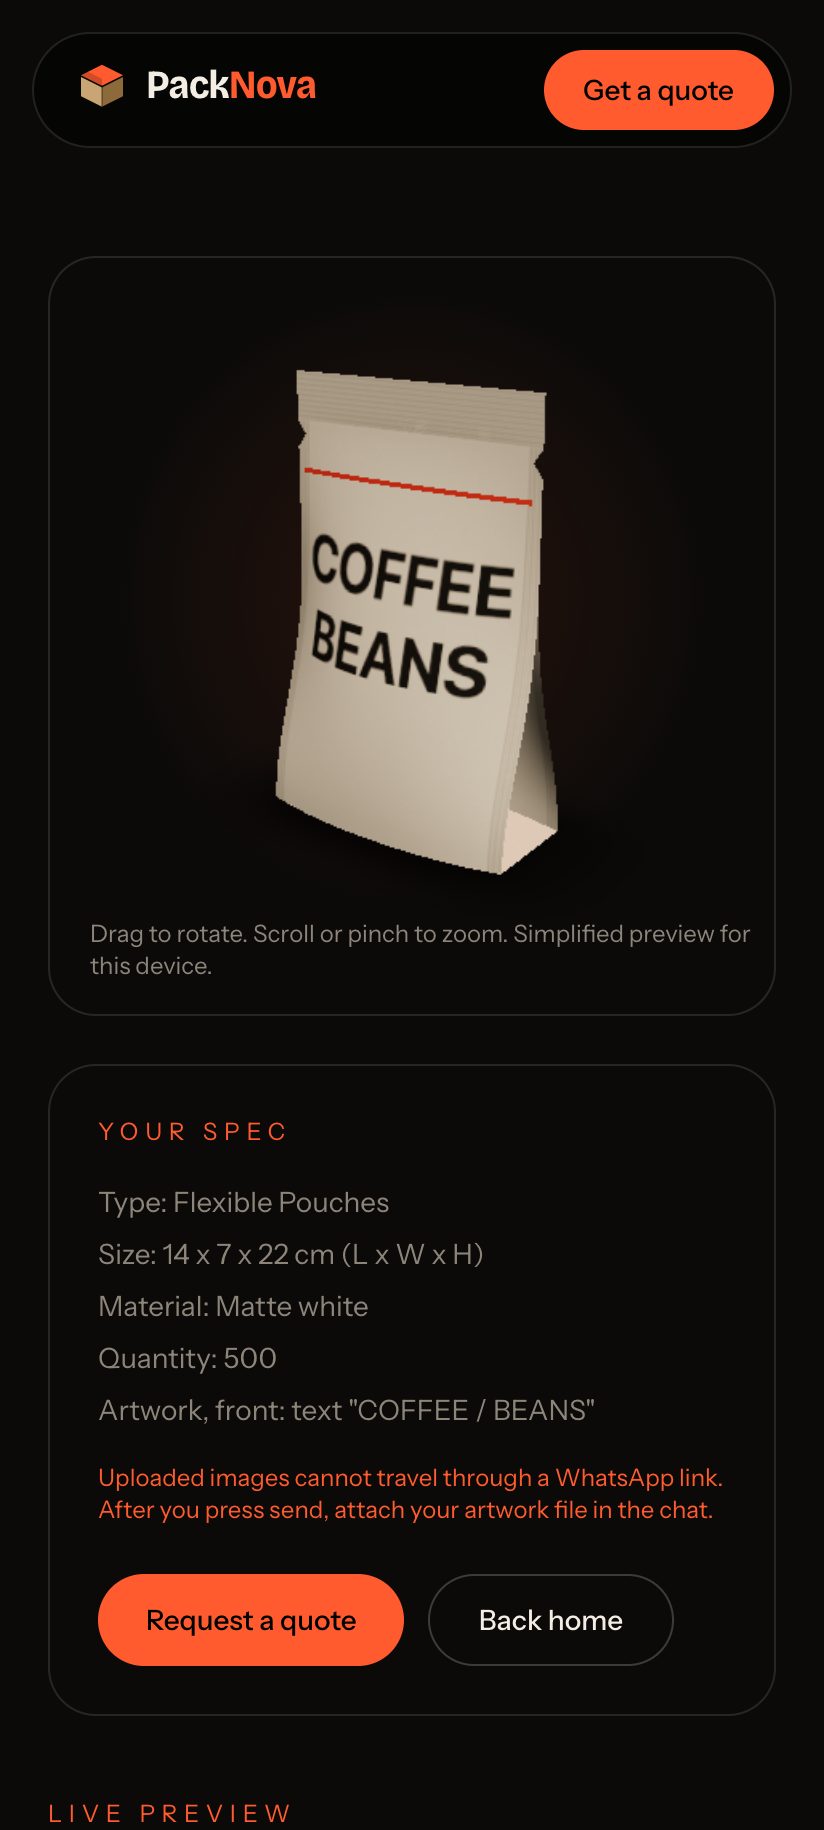 PackNova
Get a quote
COFFEE
BEANS
Drag to rotate. Scroll or pinch to zoom. Simplified preview for
this device.
YOUR SPEC
Type: Flexible Pouches
Size: 14 x 7 x 22 cm (L x W x H)
Material: Matte white
Quantity: 500
Artwork, front: text "COFFEE / BEANS"
Uploaded images cannot travel through a WhatsApp link.
After you press send, attach your artwork file in the chat.
Request a quote
Back home
LIVE PREVIEW